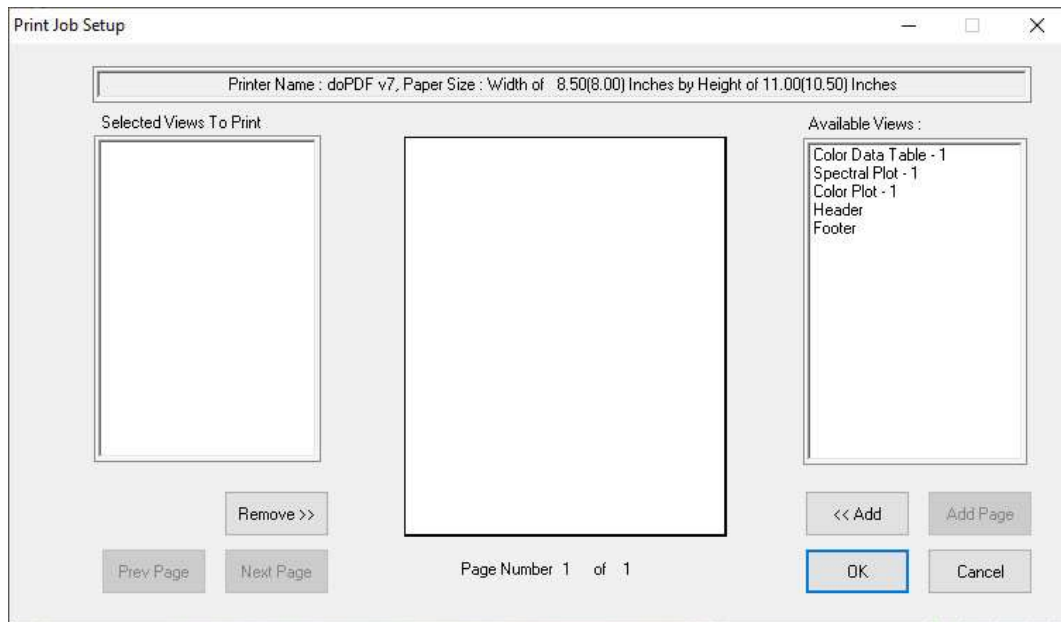 Print Job Setup
Printer Name : doPDF v7, Paper Size : Width of 8.50(8.00) Inches by Height of 11.00(10.50) Inches
Selected Views To Print
Available Views :
Color Data Table - 1
Spectral Plot - 1
Color Plot - 1
Header
Footer
Remove >>
<< Add
Add Page
Prev Page
Next Page
Page Number 1 of 1
OK
Cancel